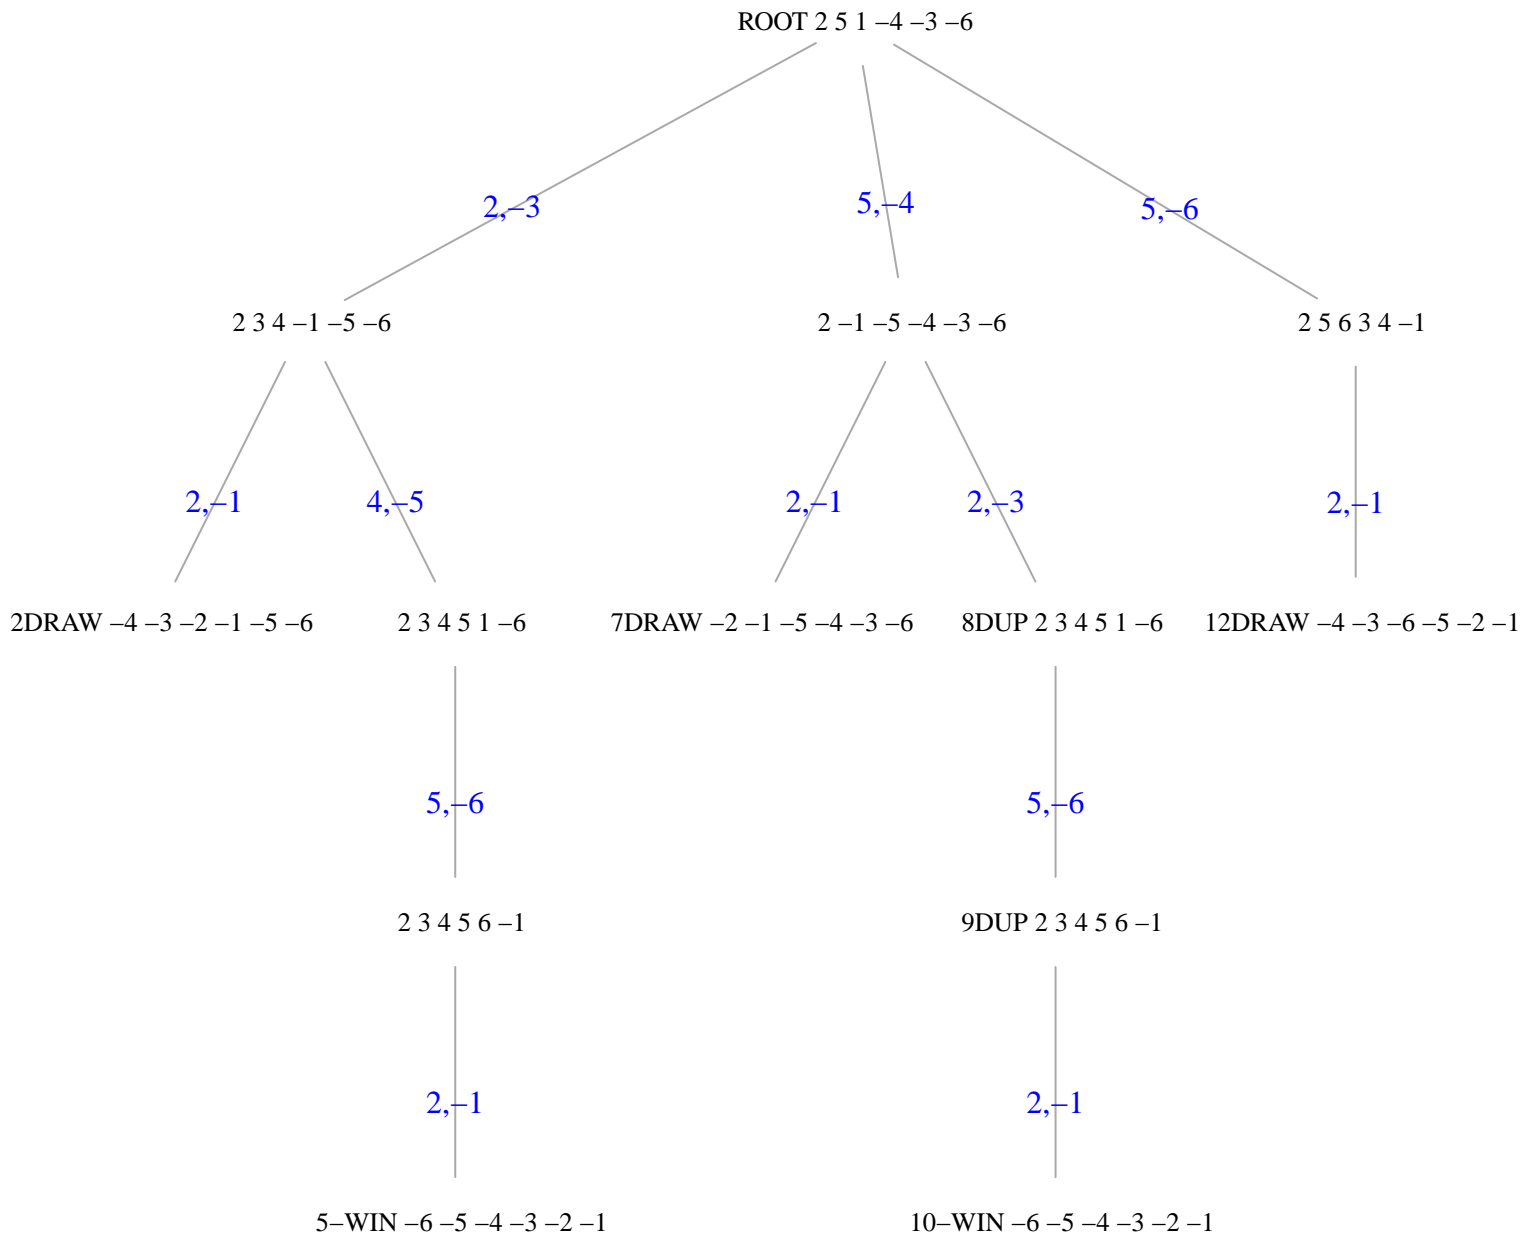 ROOT 2 5 1 –4 –3 –6
2,–3
5,–4
5,–6
2 3 4 –1 –5 –6
2 –1 –5 –4 –3 –6
2 5 6 3 4 –1
2,–1
4,–5
2,–1
2,–3
2,–1
2DRAW –4 –3 –2 –1 –5 –6
2 3 4 5 1 –6
7DRAW –2 –1 –5 –4 –3 –6
8DUP 2 3 4 5 1 –6
12DRAW –4 –3 –6 –5 –2 –1
5,–6
5,–6
2 3 4 5 6 –1
9DUP 2 3 4 5 6 –1
2,–1
2,–1
5–WIN –6 –5 –4 –3 –2 –1
10–WIN –6 –5 –4 –3 –2 –1